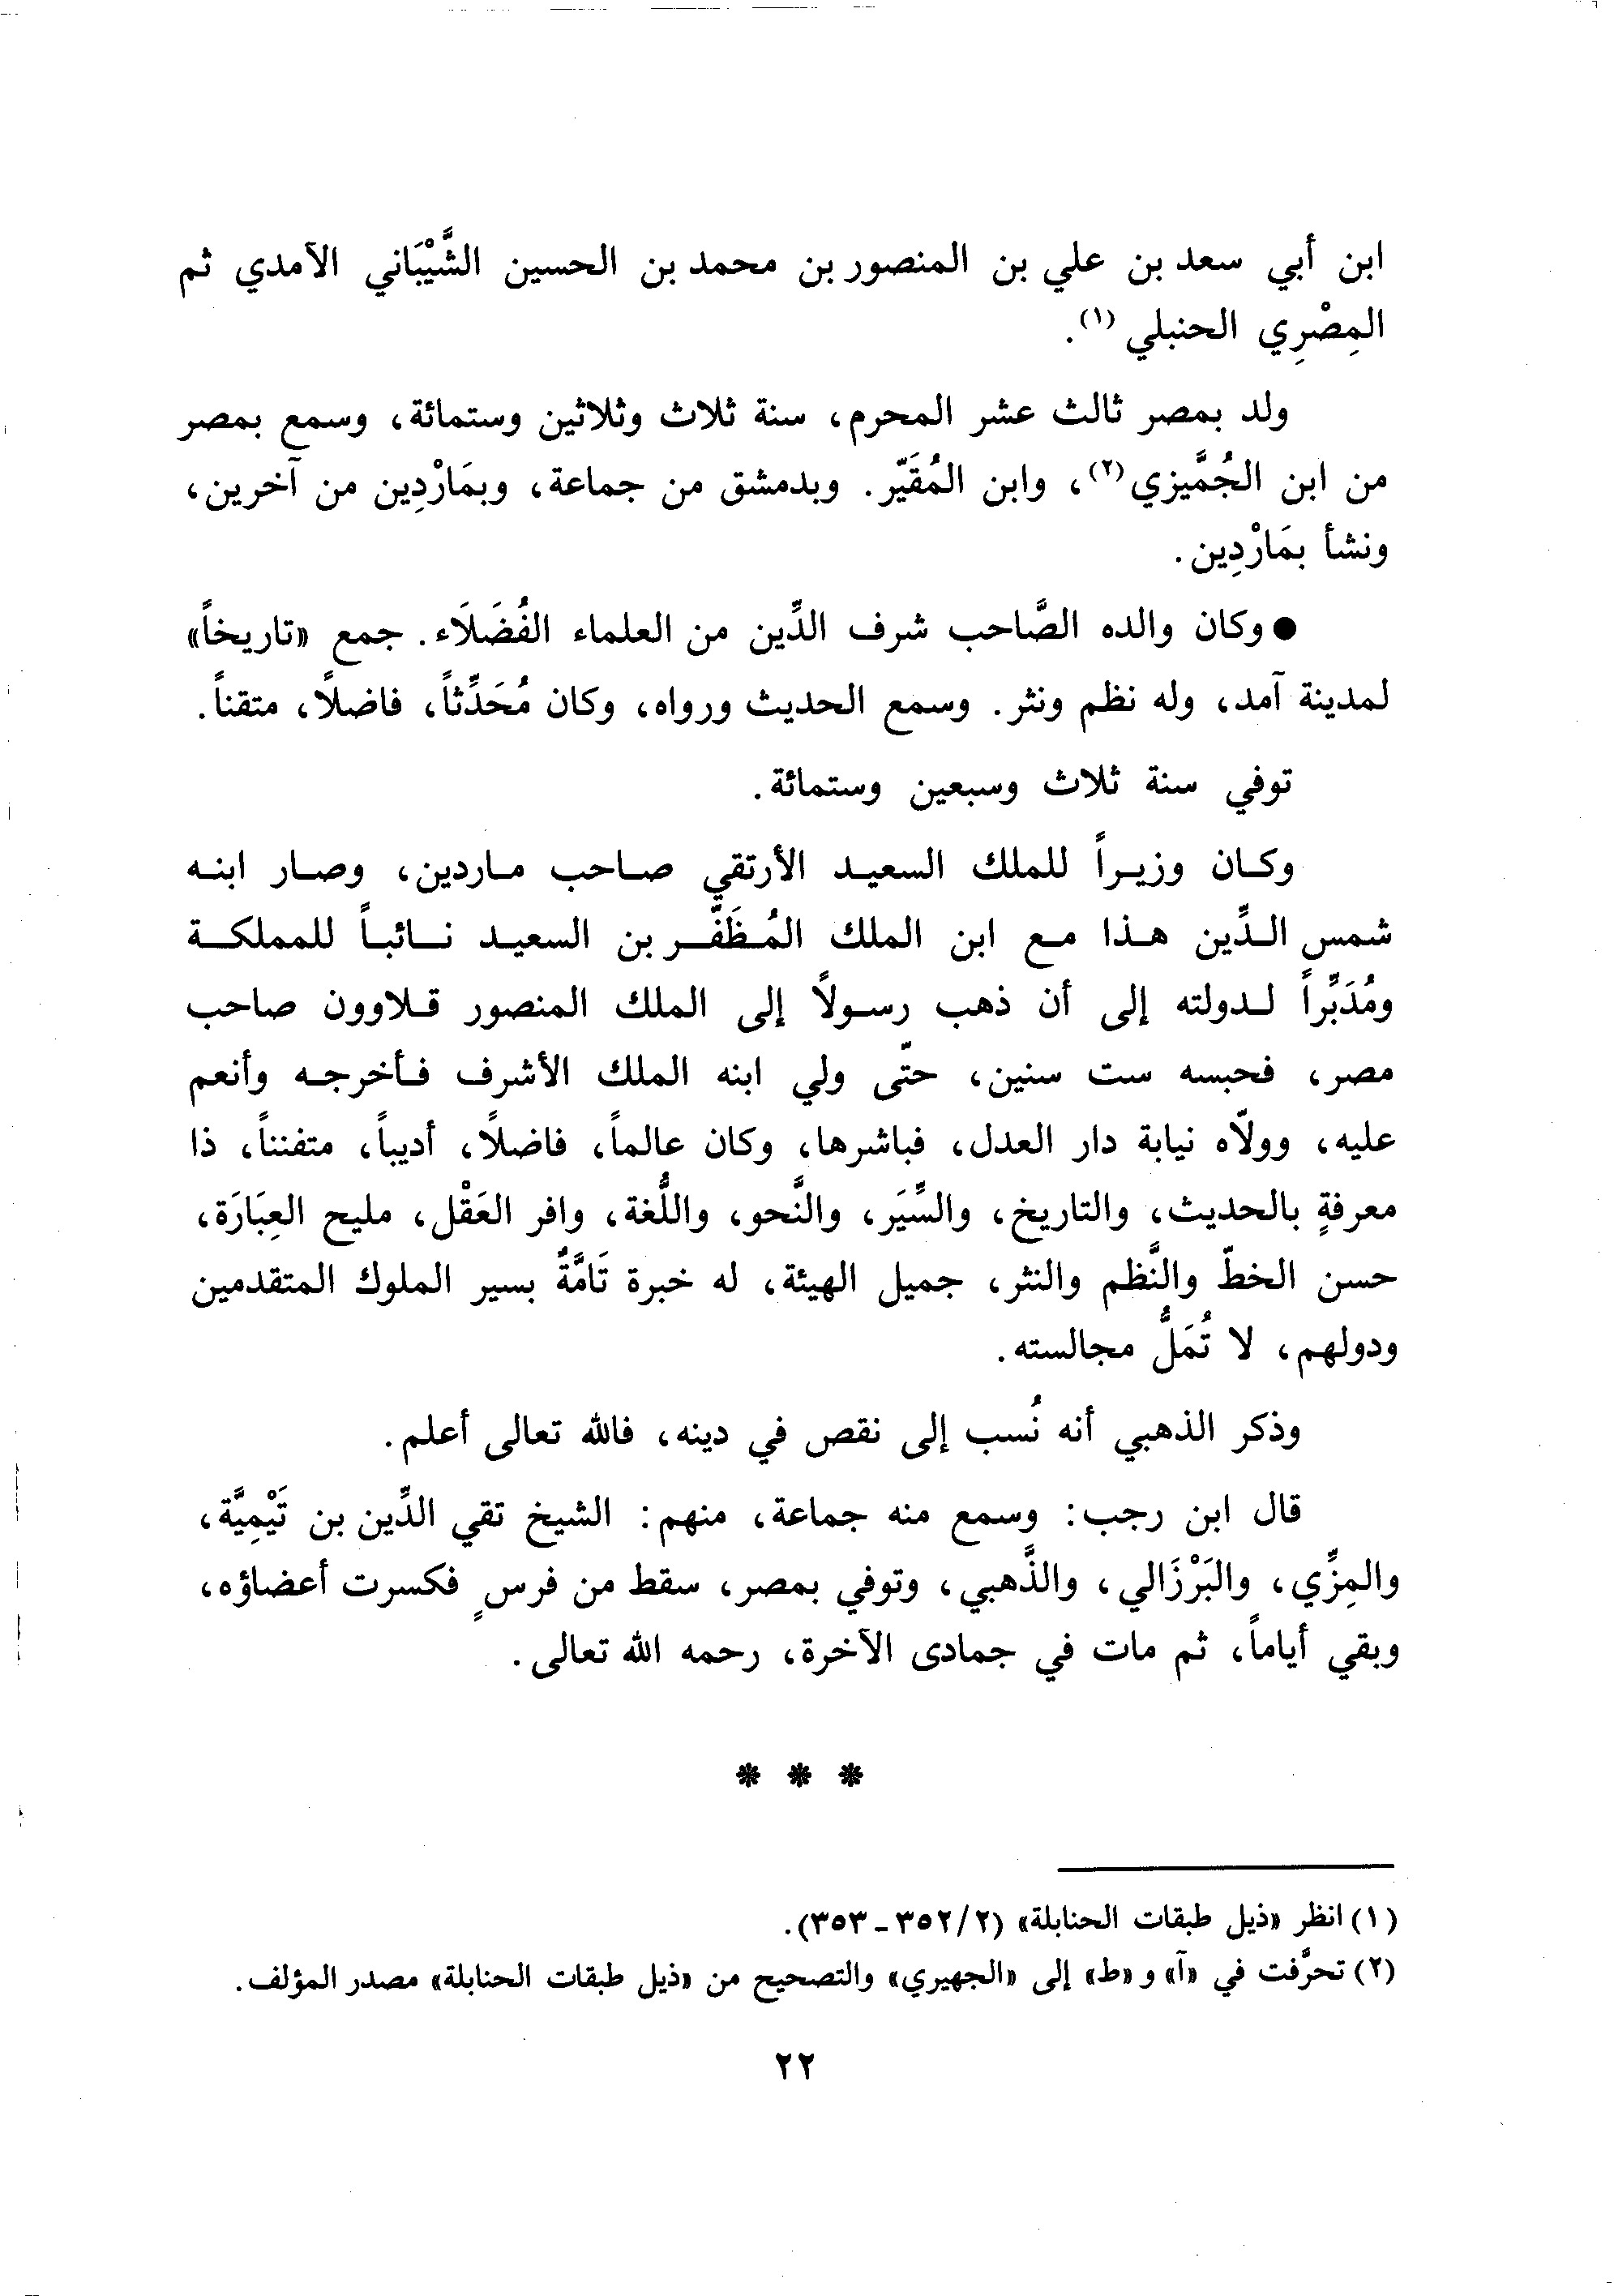 ابن أبي سعد بن علي بن المنصور بن محمد بن الحسين الشَّيْبَاني الآمدي ثم
المِصْرِي الحنبلي (١).
ولد بمصر ثالث عشر المحرم، سنة ثلاث وثلاثين وستمائة، وسمع بمصر
من ابن الجُمَّيزي (٢)، وابن المُقَيّر. وبدمشق من جماعة، وبمَارْدِين من آخرين،
ونشأ بمَارْدِين.
● وكان والده الصَّاحب شرف الدِّين من العلماء الفُضَلَاء. جمع «تاريخاً»
لمدينة آمد، وله نظم ونثر. وسمع الحديث ورواه، وكان مُحَدِّثاً، فاضلاً، متقناً.
توفي سنة ثلاث وسبعين وستمائة.
وكان وزيراً للملك السعيد الأرتقي صاحب ماردين، وصار ابنه
شمس الدِّين هذا مع ابن الملك المُظَفَّر بن السعيد نائباً للمملكة
ومُدَبِّراً لدولته إلى أن ذهب رسولاً إلى الملك المنصور قلاوون صاحب
مصر، فحبسه ست سنين، حتّى ولي ابنه الملك الأشرف فأخرجه وأنعم
عليه، وولّاه نيابة دار العدل، فباشرها، وكان عالماً، فاضلاً، أديباً، متفنناً، ذا
معرفةٍ بالحديث، والتاريخ، والسِّيَر، والنَّحو، واللُّغة، وافر العَقْل، مليح العِبَارَة،
حسن الخطّ والنَّظم والنثر، جميل الهيئة، له خبرة تَامَّةٌ بسير الملوك المتقدمين
ودولهم، لا تُمَلُّ مجالسته.
وذكر الذهبي أنه نُسب إلى نقص في دينه، فالله تعالى أعلم.
قال ابن رجب: وسمع منه جماعة، منهم: الشيخ تقي الدِّين بن تَيْمِيَّة،
والمِزِّي، والبَرْزَالي، والذَّهبي، وتوفي بمصر، سقط من فرسٍ فكسرت أعضاؤه،
وبقي أياماً، ثم مات في جمادى الآخرة، رحمه الله تعالى.
* * *
(١) انظر «ذيل طبقات الحنابلة» (٢/ ٣٥٢ - ٣٥٣).
(٢) تحرَّفت في «آ» و «ط» إلى «الجهيري» والتصحيح من «ذيل طبقات الحنابلة» مصدر المؤلف.
٢٢